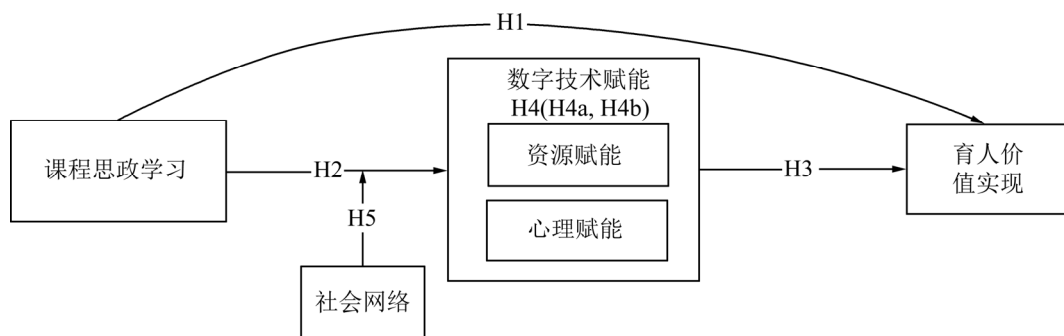 H1
数字技术赋能
H4(H4a, H4b)
资源赋能
心理赋能
课程思政学习
H2
H3
育人价
值实现
H5
社会网络